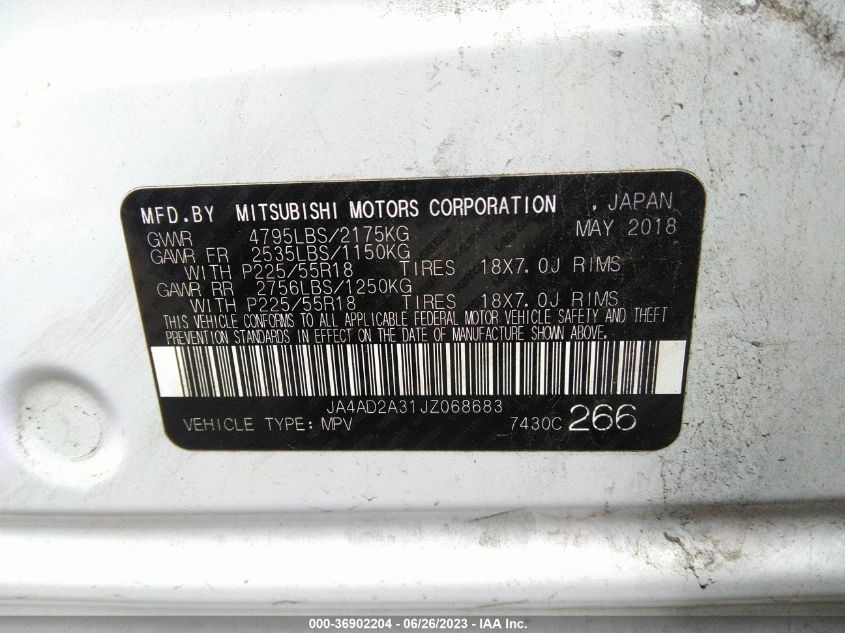 MFD.BY MITSUBISHI MOTORS CORPORATION , JAPAN
GWWR 4795LBS/2175KG MAY 2018
GAWR FR 2535LBS/1150KG
WITH P225/55R18 TIRES 18X7.0J RIMS
GAWR RR 2756LBS/1250KG
WITH P225/55R18 TIRES 18X7.0J RIMS
THIS VEHICLE CONFORMS TO ALL APPLICABLE FEDERAL MOTOR VEHICLE SAFETY AND THEFT
PREVENTION STANDARDS IN EFFECT ON THE DATE OF MANUFACTURE SHOWN ABOVE.
JA4AD2A31JZ068683
VEHICLE TYPE: MPV 7430C 266
000-36902204 - 06/26/2023 - IAA Inc.